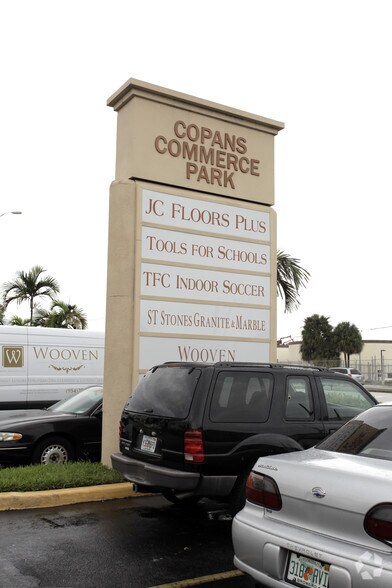 COPANS
COMMERCE
PARK
JC FLOORS PLUS
TOOLS FOR SCHOOLS
TFC INDOOR SOCCER
ST STONES GRANITE & MARBLE
WOOVEN
W WOOVEN